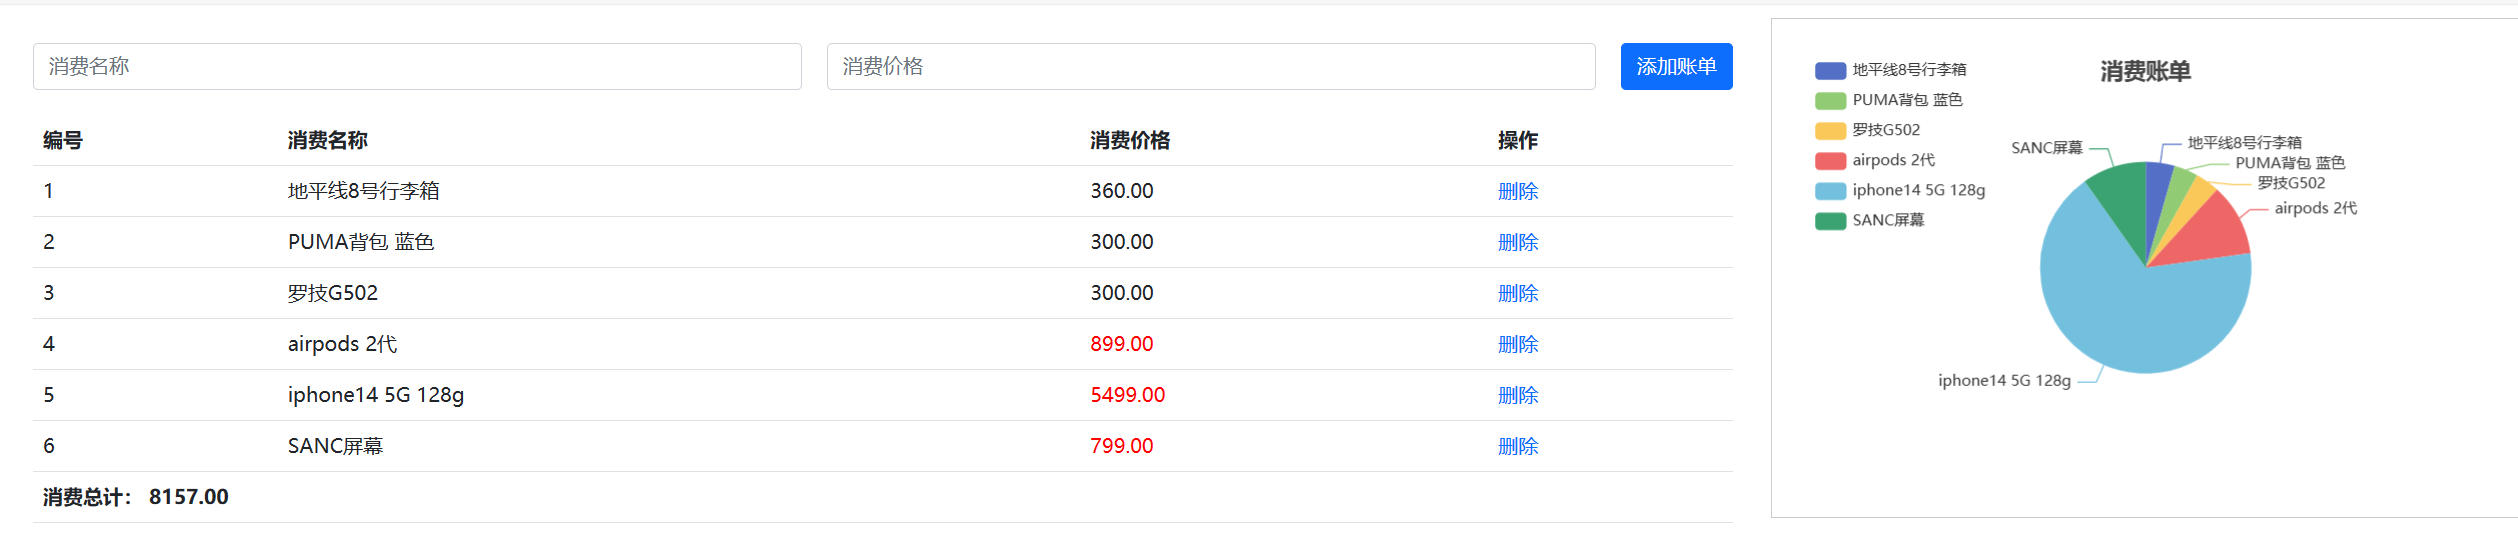 消费名称 消费价格 添加账单
编号 消费名称 消费价格 操作
1 地平线8号行李箱 360.00 删除
2 PUMA背包 蓝色 300.00 删除
3 罗技G502 300.00 删除
4 airpods 2代 899.00 删除
5 iphone14 5G 128g 5499.00 删除
6 SANC屏幕 799.00 删除
消费总计： 8157.00
消费账单
地平线8号行李箱
PUMA背包 蓝色
罗技G502
airpods 2代
iphone14 5G 128g
SANC屏幕
SANC屏幕
地平线8号行李箱
PUMA背包 蓝色
罗技G502
airpods 2代
iphone14 5G 128g